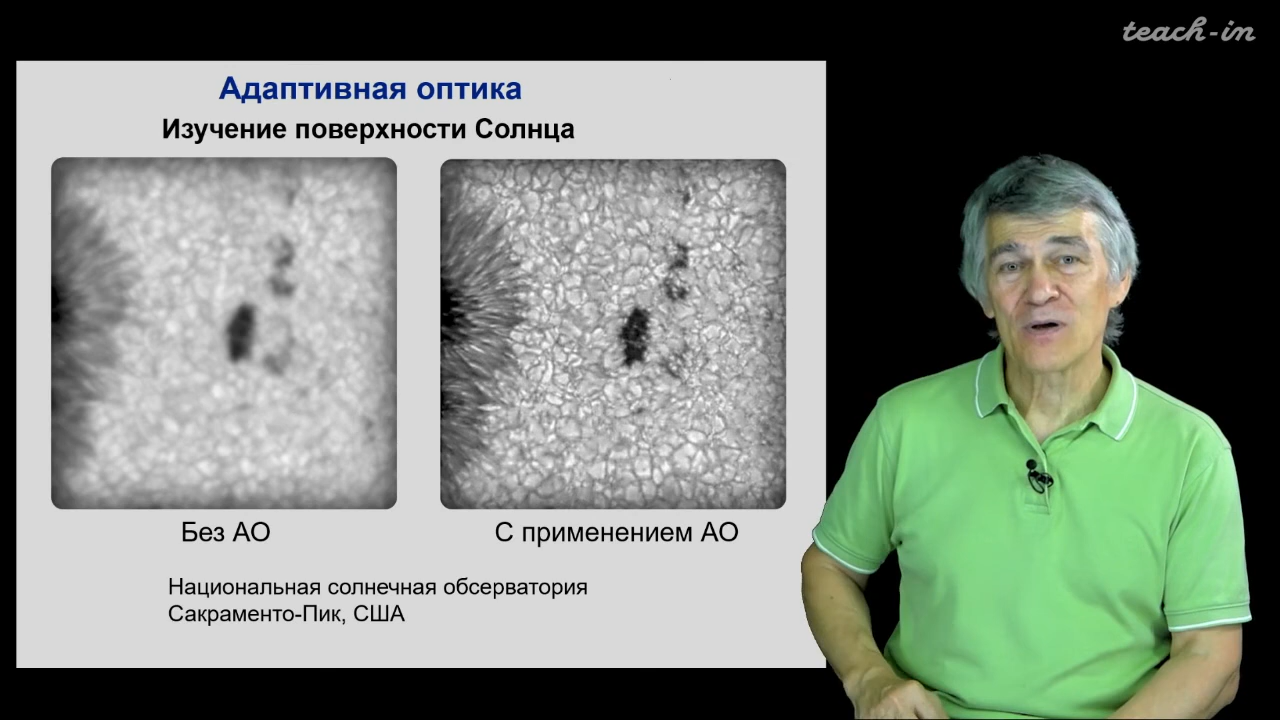 teach-in
Адаптивная оптика
Изучение поверхности Солнца
Без АО
С применением АО
Национальная солнечная обсерватория
Сакраменто-Пик, США